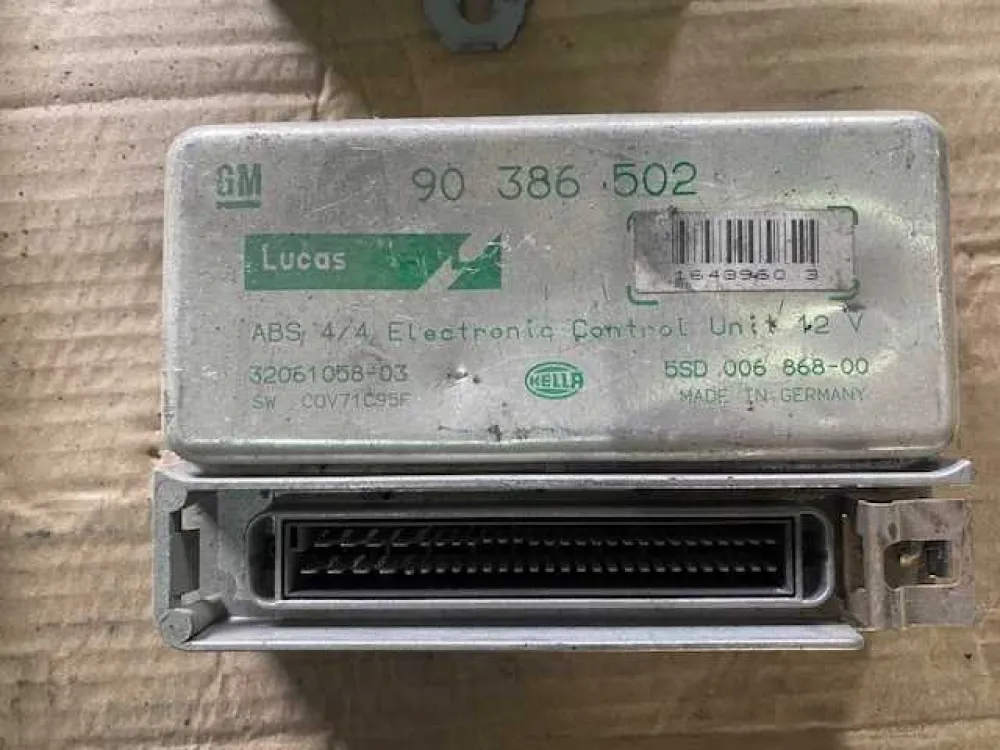 GM
90 386 502
Lucas
1648960 3
ABS 4/4 Electronic Control Unit 12 V
32061058-03
HELLA
5SD 006 868-00
SW C0V71C95F
MADE IN GERMANY